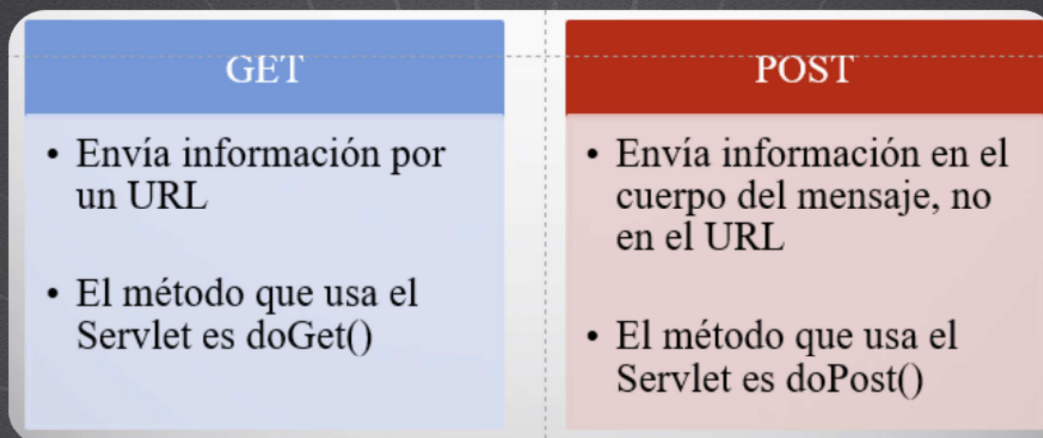 GET
• Envía información por
un URL
• El método que usa el
Servlet es doGet()
POST
• Envía información en el
cuerpo del mensaje, no
en el URL
• El método que usa el
Servlet es doPost()